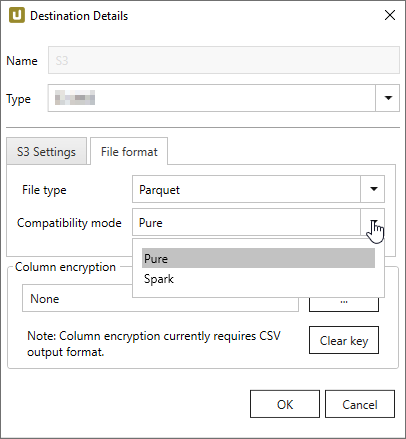 Destination Details
Name S3
Type
S3 Settings File format
File type Parquet
Compatibility mode Pure
Pure
Spark
Column encryption
None ...
Note: Column encryption currently requires CSV
output format.
Clear key
OK Cancel